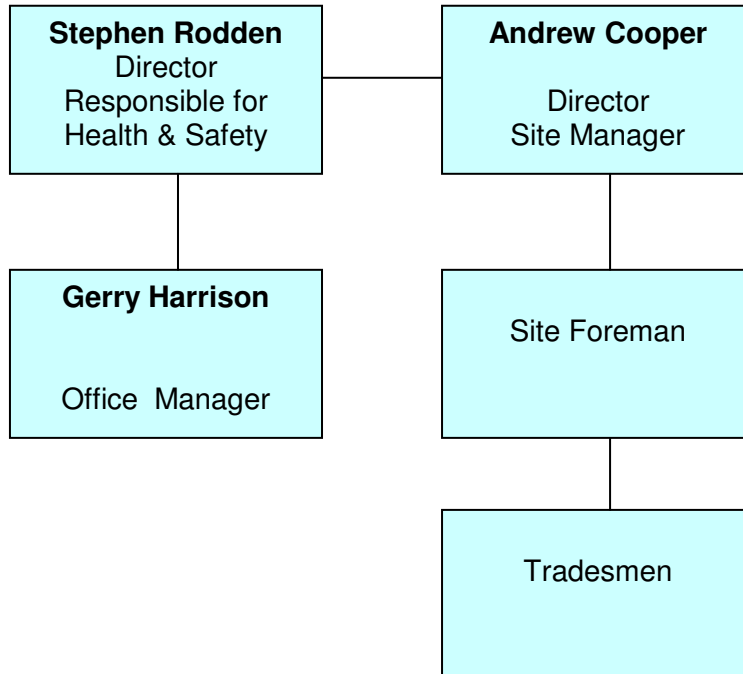 Stephen Rodden
Director
Responsible for
Health & Safety
Andrew Cooper
Director
Site Manager
Gerry Harrison
Office Manager
Site Foreman
Tradesmen